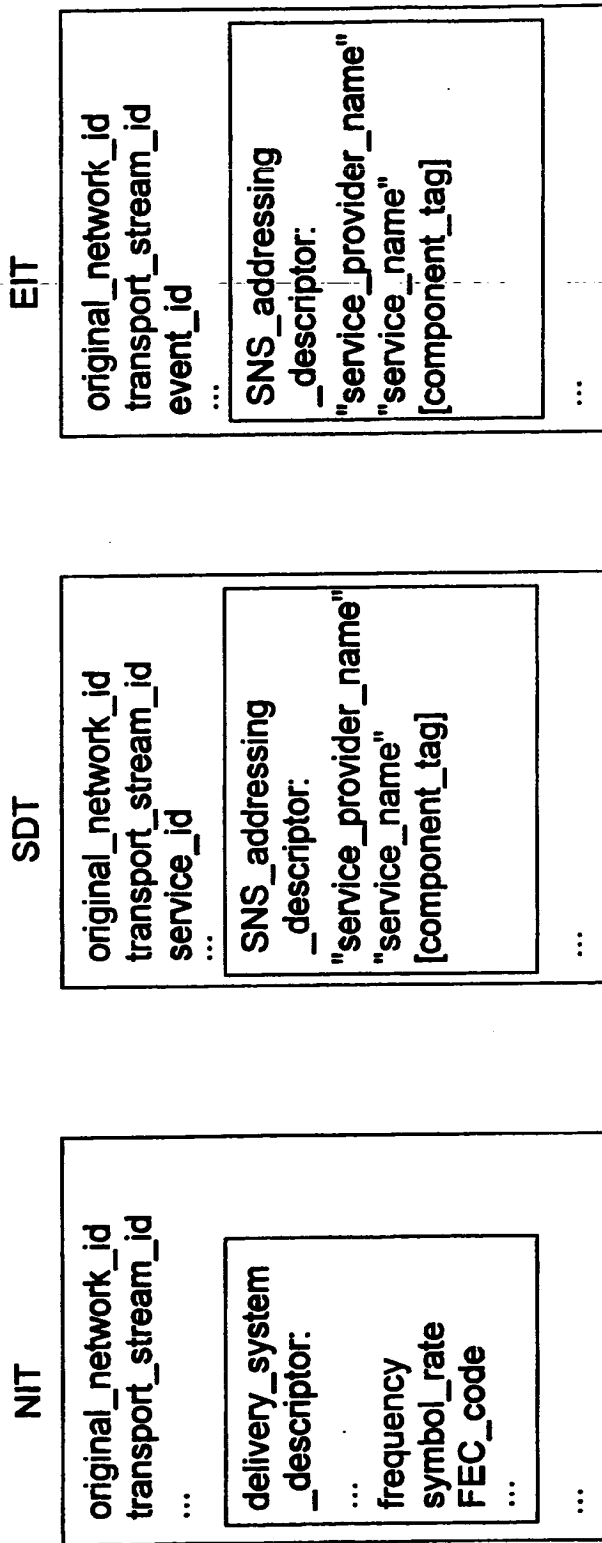 NIT
original_network_id
transport_stream_id
...
delivery_system
_descriptor:
...
frequency
symbol_rate
FEC_code
...
...
SDT
original_network_id
transport_stream_id
service_id
...
SNS_addressing
_descriptor:
"service_provider_name"
"service_name"
[component_tag]
...
EIT
original_network_id
transport_stream_id
event_id
...
SNS_addressing
_descriptor:
"service_provider_name"
"service_name"
[component_tag]
...